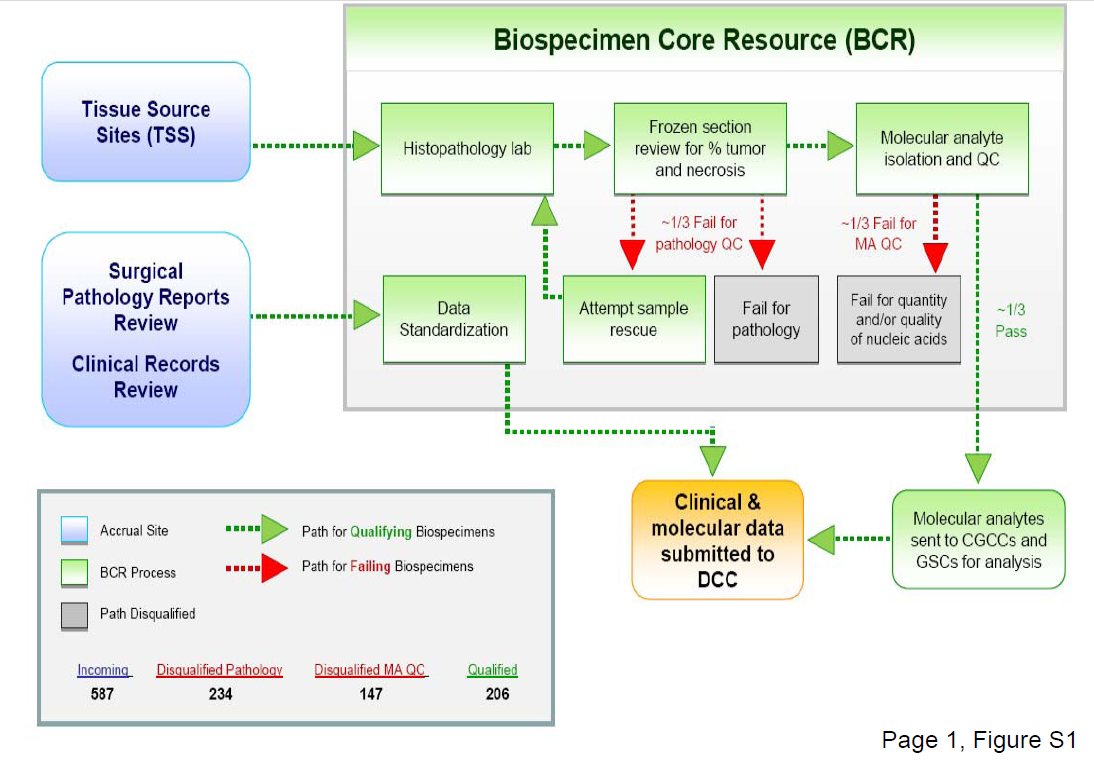 Biospecimen Core Resource (BCR)
Tissue Source
Sites (TSS)
Histopathology lab
Frozen section
review for % tumor
and necrosis
Molecular analyte
isolation and QC
~1/3 Fail for
pathology QC
~1/3 Fail for
MA QC
Surgical
Pathology Reports
Review
Clinical Records
Review
Data
Standardization
Attempt sample
rescue
Fail for
pathology
Fail for quantity
and/or quality
of nucleic acids
~1/3
Pass
Clinical &
molecular data
submitted to
DCC
Molecular analytes
sent to CGCCs and
GSCs for analysis
Accrual Site
Path for Qualifying Biospecimens
BCR Process
Path for Failing Biospecimens
Path Disqualified
Incoming Disqualified Pathology Disqualified MA QC Qualified
587 234 147 206
Page 1, Figure S1